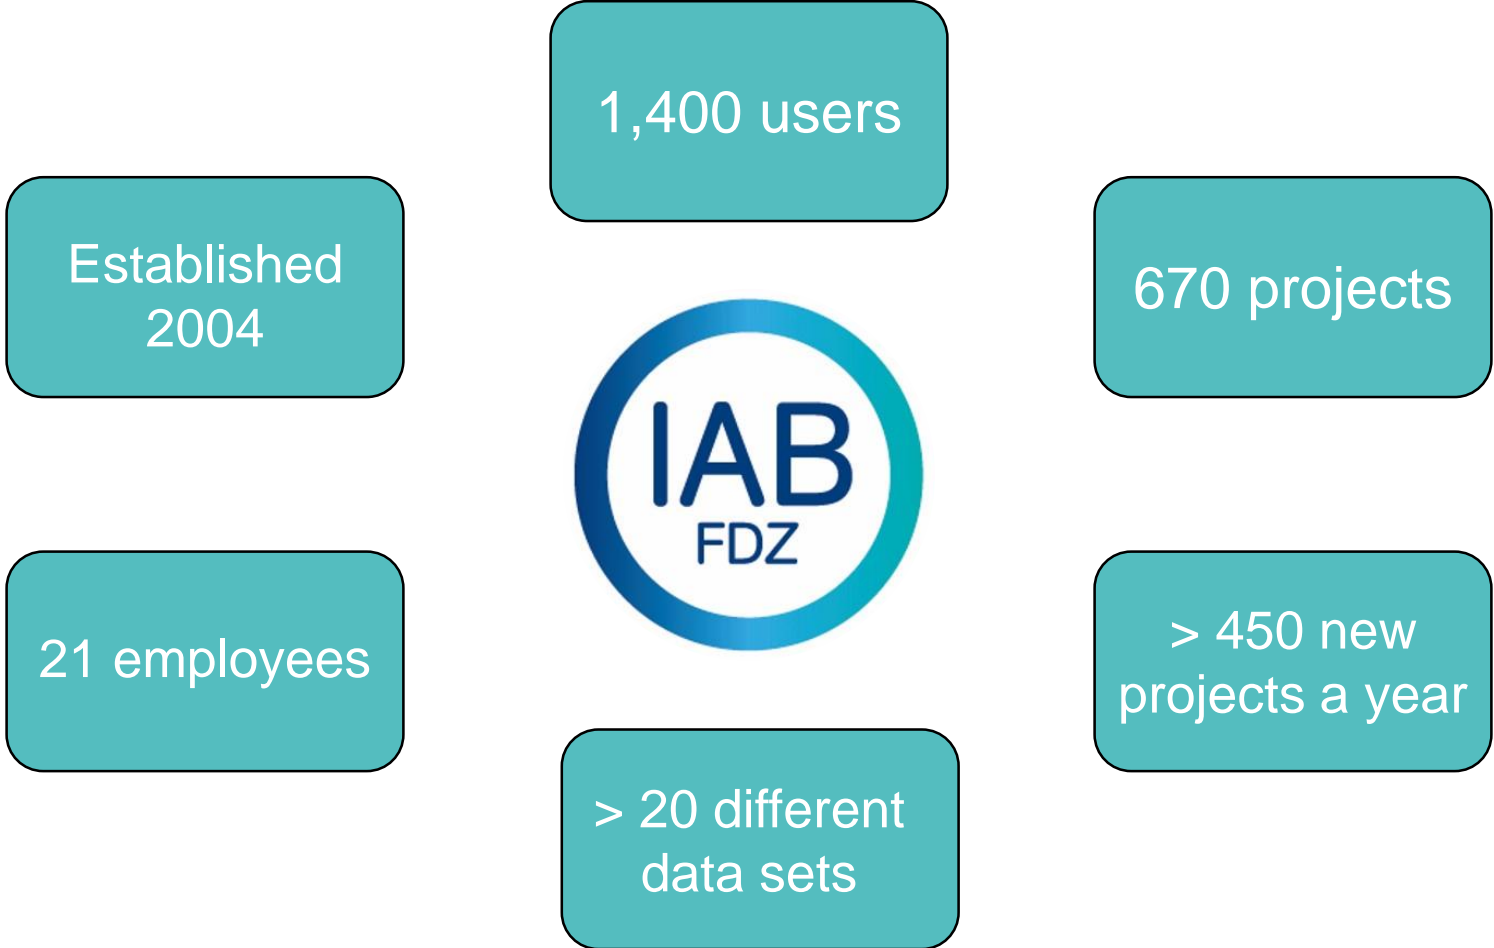 1,400 users
Established
2004
670 projects
IAB
FDZ
21 employees
> 450 new
projects a year
> 20 different
data sets